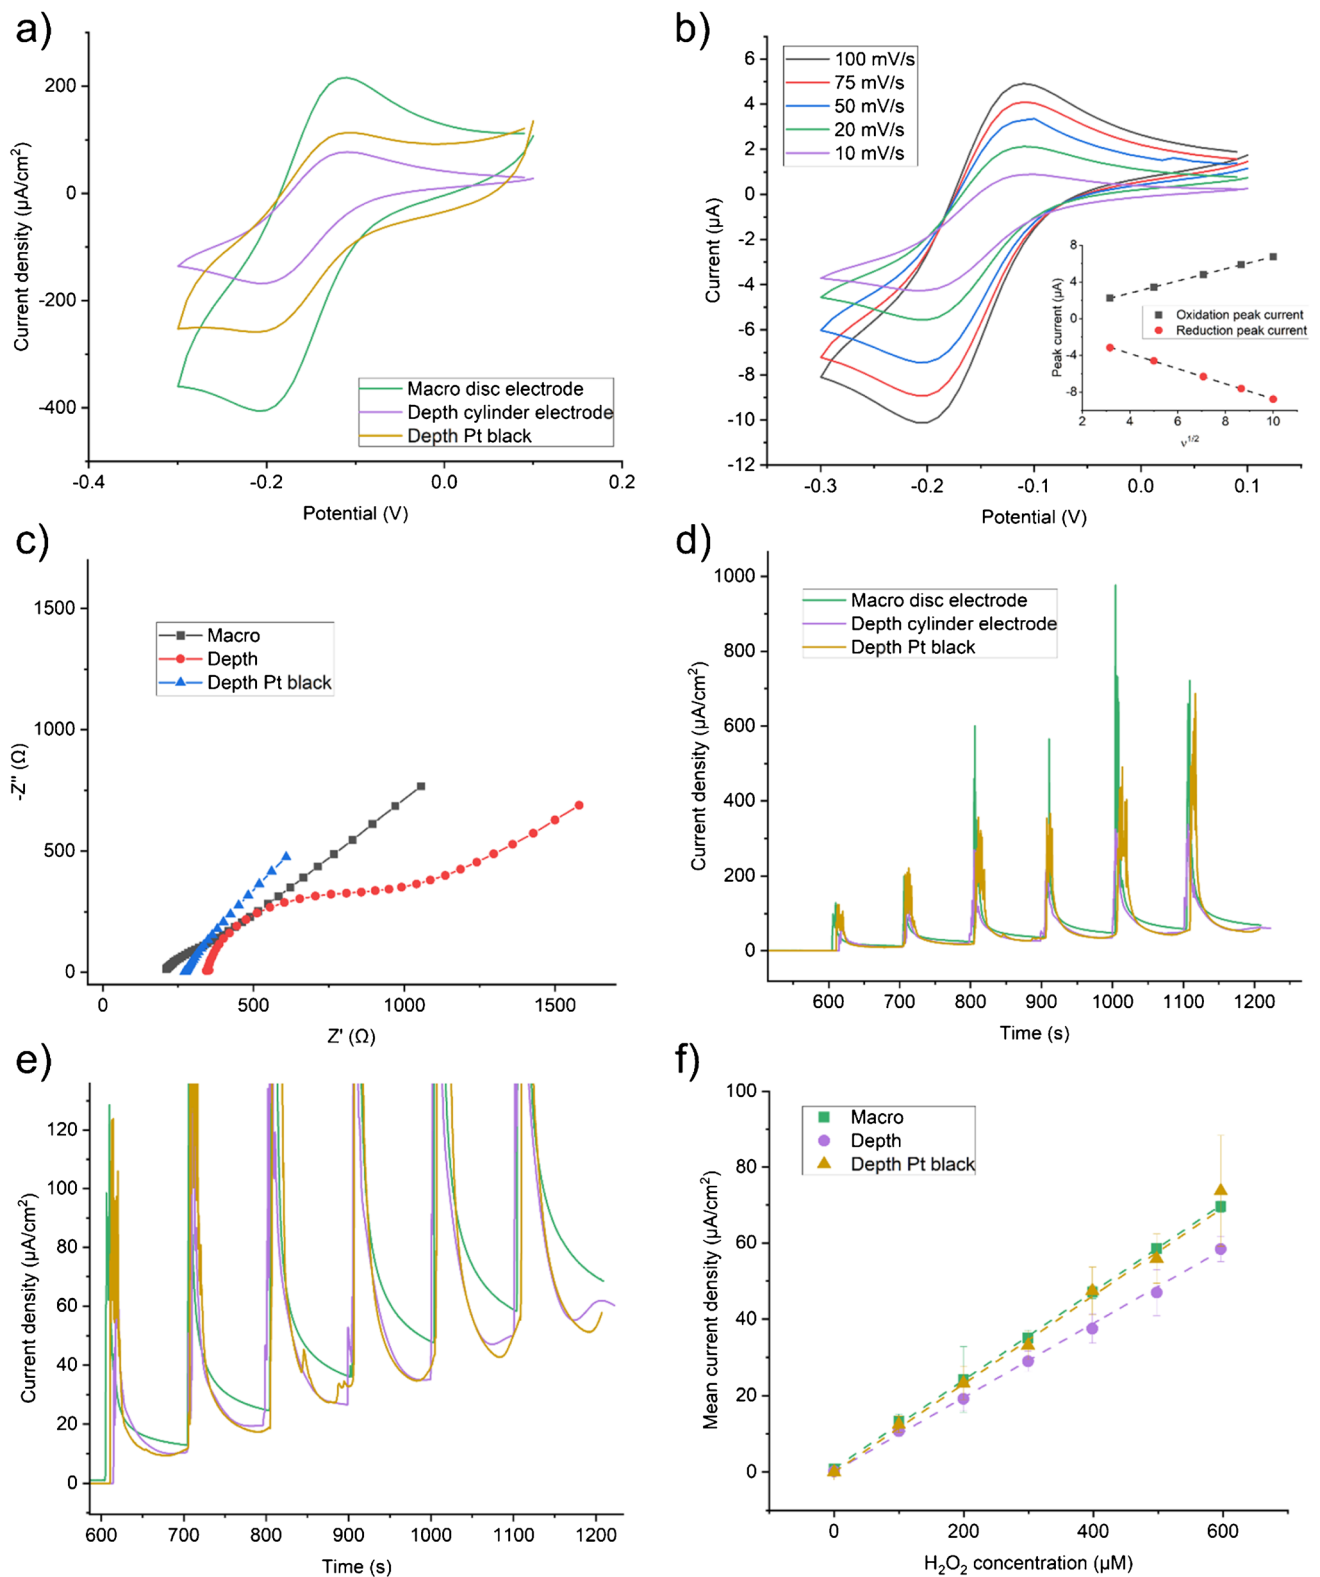 a)
200
0
-200
-400
-0.4
-0.2
0.0
0.2
Current density (µA/cm²)
Potential (V)
Macro disc electrode
Depth cylinder electrode
Depth Pt black
b)
6
4
2
0
-2
-4
-6
-8
-10
-12
-0.3
-0.2
-0.1
0.0
0.1
Current (µA)
Potential (V)
100 mV/s
75 mV/s
50 mV/s
20 mV/s
10 mV/s
8
4
0
-4
-8
2
4
6
8
10
Peak current (µA)
ν^1/2
Oxidation peak current
Reduction peak current
c)
1500
1000
500
0
0
500
1000
1500
-Z'' (Ω)
Z' (Ω)
Macro
Depth
Depth Pt black
d)
1000
800
600
400
200
0
600
700
800
900
1000
1100
1200
Current density (µA/cm²)
Time (s)
Macro disc electrode
Depth cylinder electrode
Depth Pt black
e)
120
100
80
60
40
20
0
600
700
800
900
1000
1100
1200
Current density (µA/cm²)
Time (s)
f)
100
80
60
40
20
0
0
200
400
600
Mean current density (µA/cm²)
H₂O₂ concentration (µM)
Macro
Depth
Depth Pt black